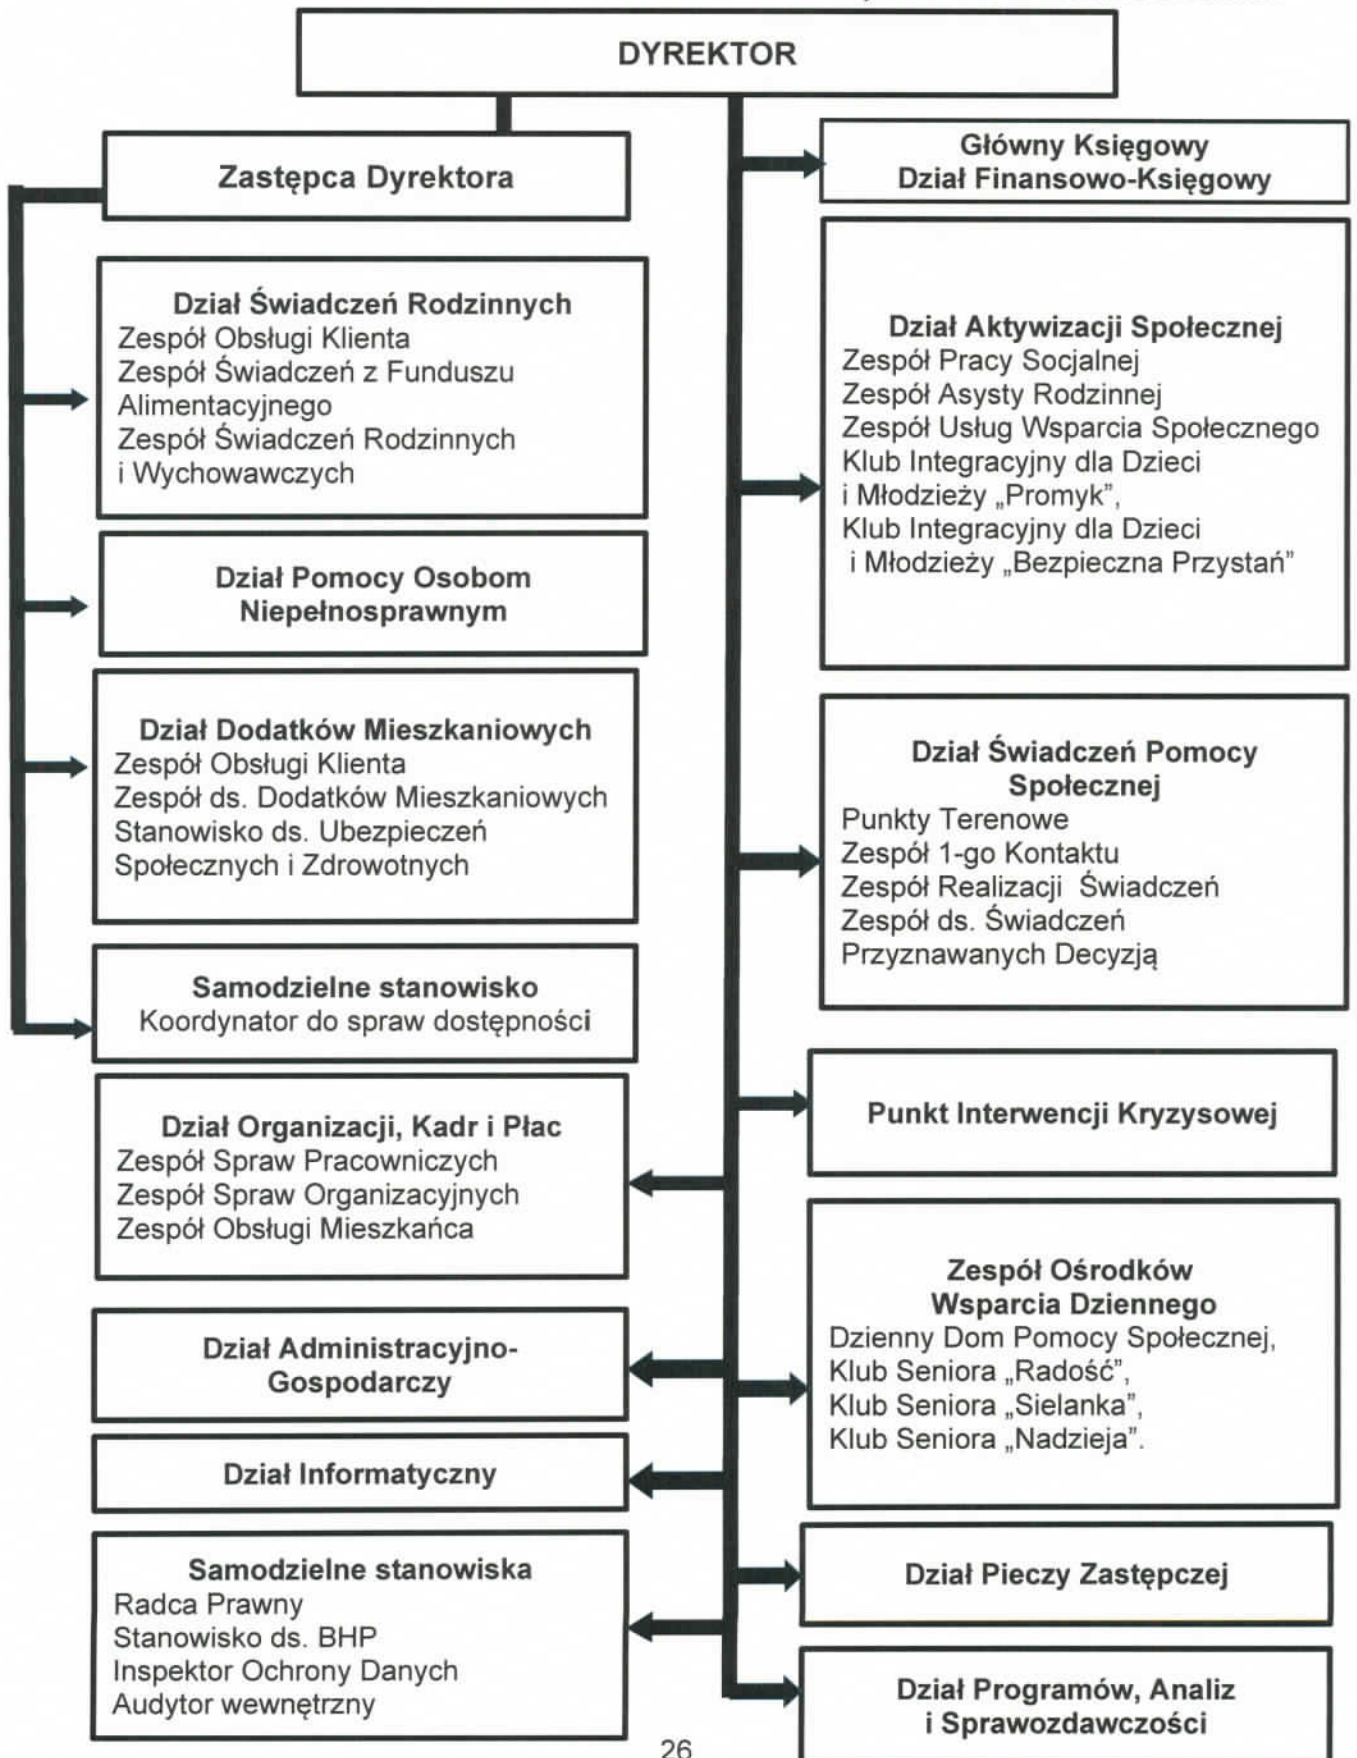 DYREKTOR
Zastępca Dyrektora
Dział Świadczeń Rodzinnych
Zespół Obsługi Klienta
Zespół Świadczeń z Funduszu
Alimentacyjnego
Zespół Świadczeń Rodzinnych
i Wychowawczych
Dział Pomocy Osobom
Niepełnosprawnym
Dział Dodatków Mieszkaniowych
Zespół Obsługi Klienta
Zespół ds. Dodatków Mieszkaniowych
Stanowisko ds. Ubezpieczeń
Społecznych i Zdrowotnych
Samodzielne stanowisko
Koordynator do spraw dostępności
Dział Organizacji, Kadr i Płac
Zespół Spraw Pracowniczych
Zespół Spraw Organizacyjnych
Zespół Obsługi Mieszkańca
Dział Administracyjno-
Gospodarczy
Dział Informatyczny
Samodzielne stanowiska
Radca Prawny
Stanowisko ds. BHP
Inspektor Ochrony Danych
Audytor wewnętrzny
Główny Księgowy
Dział Finansowo-Księgowy
Dział Aktywizacji Społecznej
Zespół Pracy Socjalnej
Zespół Asysty Rodzinnej
Zespół Usług Wsparcia Społecznego
Klub Integracyjny dla Dzieci
i Młodzieży „Promyk”,
Klub Integracyjny dla Dzieci
i Młodzieży „Bezpieczna Przystań”
Dział Świadczeń Pomocy
Społecznej
Punkty Terenowe
Zespół 1-go Kontaktu
Zespół Realizacji Świadczeń
Zespół ds. Świadczeń
Przyznawanych Decyzją
Punkt Interwencji Kryzysowej
Zespół Ośrodków
Wsparcia Dziennego
Dzienny Dom Pomocy Społecznej,
Klub Seniora „Radość”,
Klub Seniora „Sielanka”,
Klub Seniora „Nadzieja”.
Dział Pieczy Zastępczej
Dział Programów, Analiz
i Sprawozdawczości
26